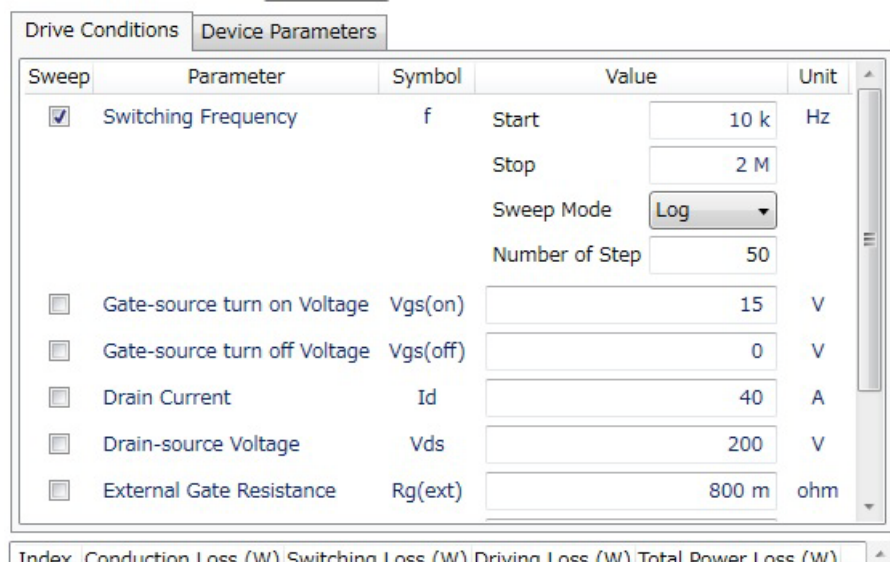 Drive Conditions Device Parameters
Sweep Parameter Symbol Value Unit
Switching Frequency f Start 10 k Hz
Stop 2 M
Sweep Mode Log
Number of Step 50
Gate-source turn on Voltage Vgs(on) 15 V
Gate-source turn off Voltage Vgs(off) 0 V
Drain Current Id 40 A
Drain-source Voltage Vds 200 V
External Gate Resistance Rg(ext) 800 m ohm
Index Conduction Loss (W) Switching Loss (W) Driving Loss (W) Total Power Loss (W)